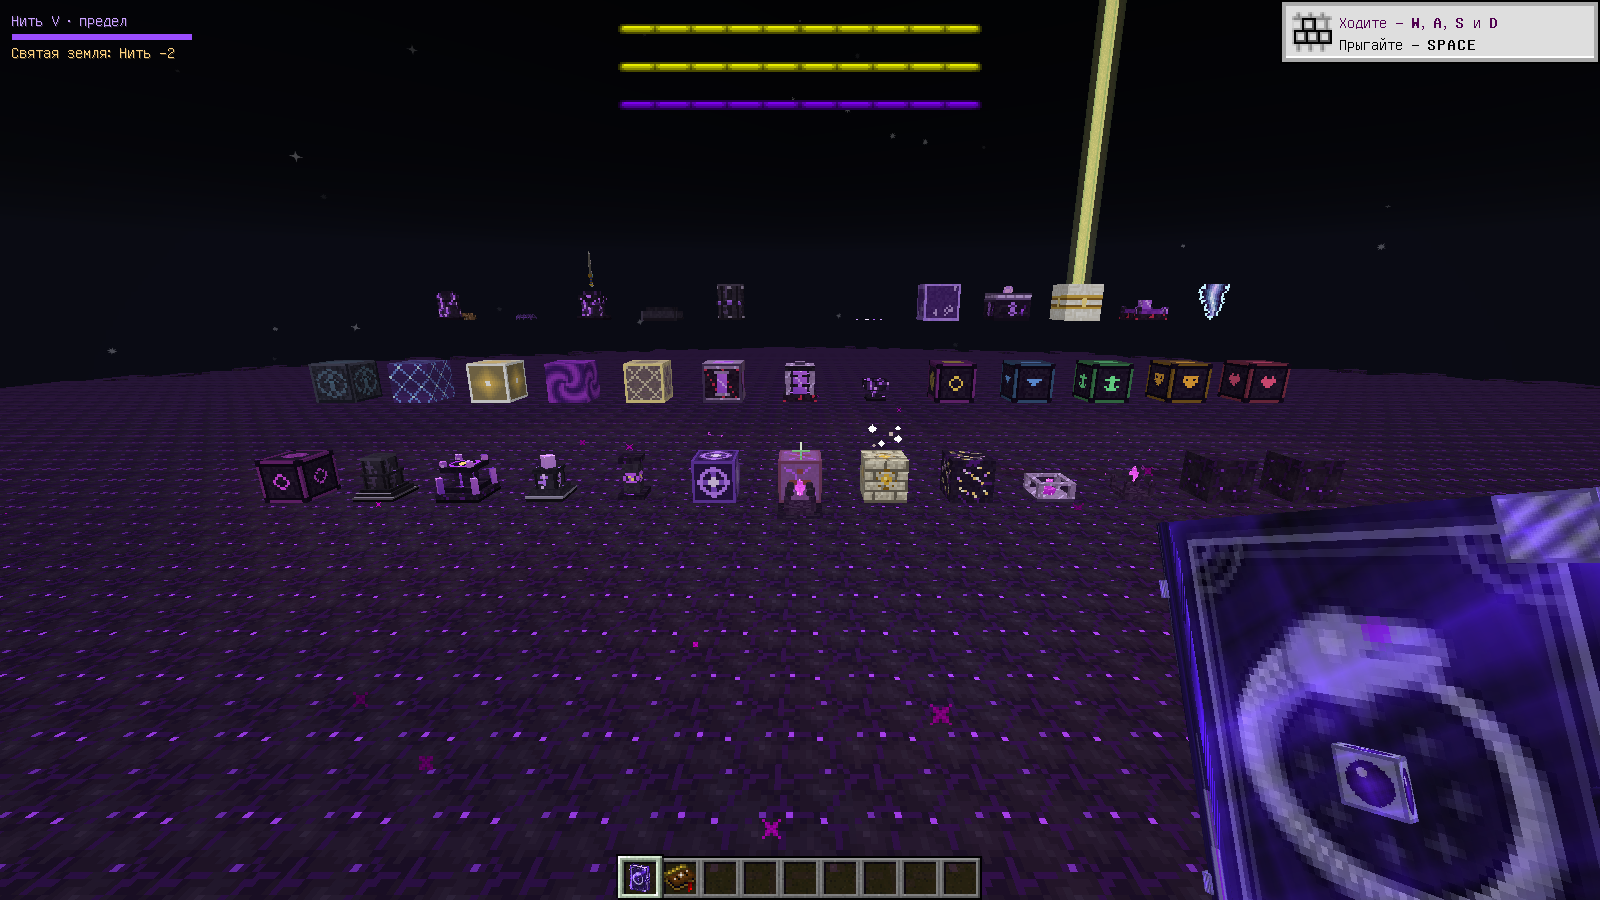 Нить V · предел
Святая земля: Нить -2
Ходите – W, A, S и D
Прыгайте – SPACE